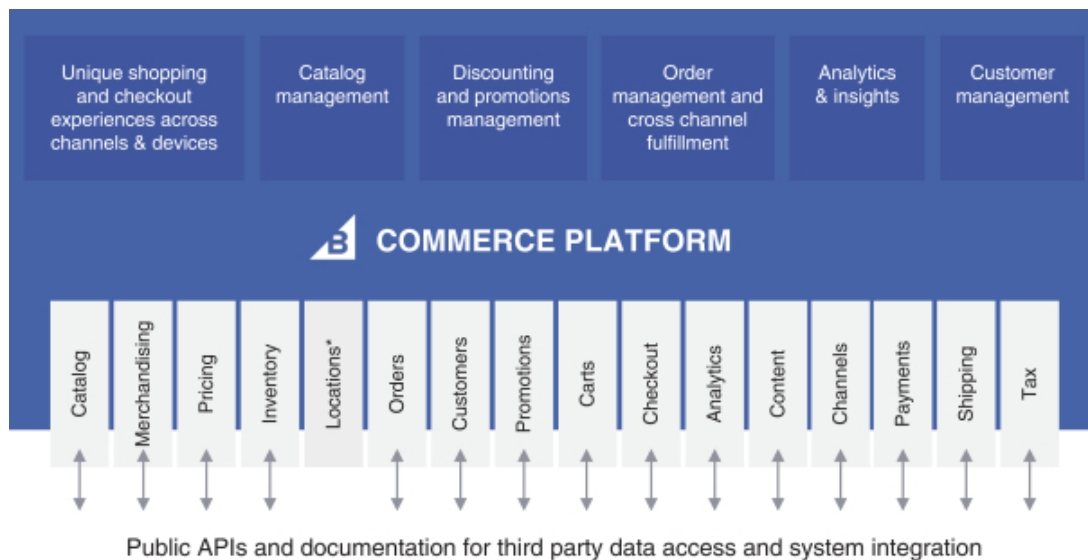 Unique shopping
and checkout
experiences across
channels & devices
Catalog
management
Discounting
and promotions
management
Order
management and
cross channel
fulfillment
Analytics
& insights
Customer
management
B COMMERCE PLATFORM
Catalog
Merchandising
Pricing
Inventory
Locations*
Orders
Customers
Promotions
Carts
Checkout
Analytics
Content
Channels
Payments
Shipping
Tax
Public APIs and documentation for third party data access and system integration